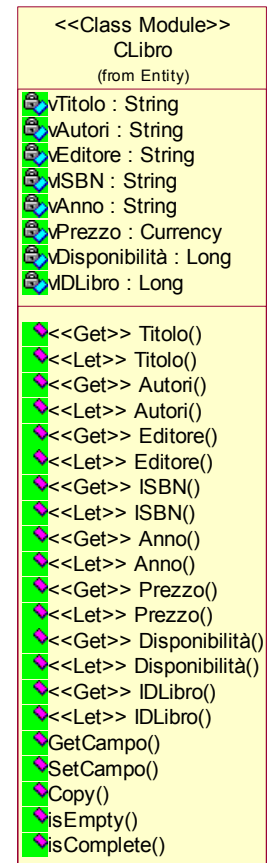 <<Class Module>>
CLibro
(from Entity)
vTitolo : String
vAutori : String
vEditore : String
vISBN : String
vAnno : String
vPrezzo : Currency
vDisponibilità : Long
vIDLibro : Long
<<Get>> Titolo()
<<Let>> Titolo()
<<Get>> Autori()
<<Let>> Autori()
<<Get>> Editore()
<<Let>> Editore()
<<Get>> ISBN()
<<Let>> ISBN()
<<Get>> Anno()
<<Let>> Anno()
<<Get>> Prezzo()
<<Let>> Prezzo()
<<Get>> Disponibilità()
<<Let>> Disponibilità()
<<Get>> IDLibro()
<<Let>> IDLibro()
GetCampo()
SetCampo()
Copy()
isEmpty()
isComplete()